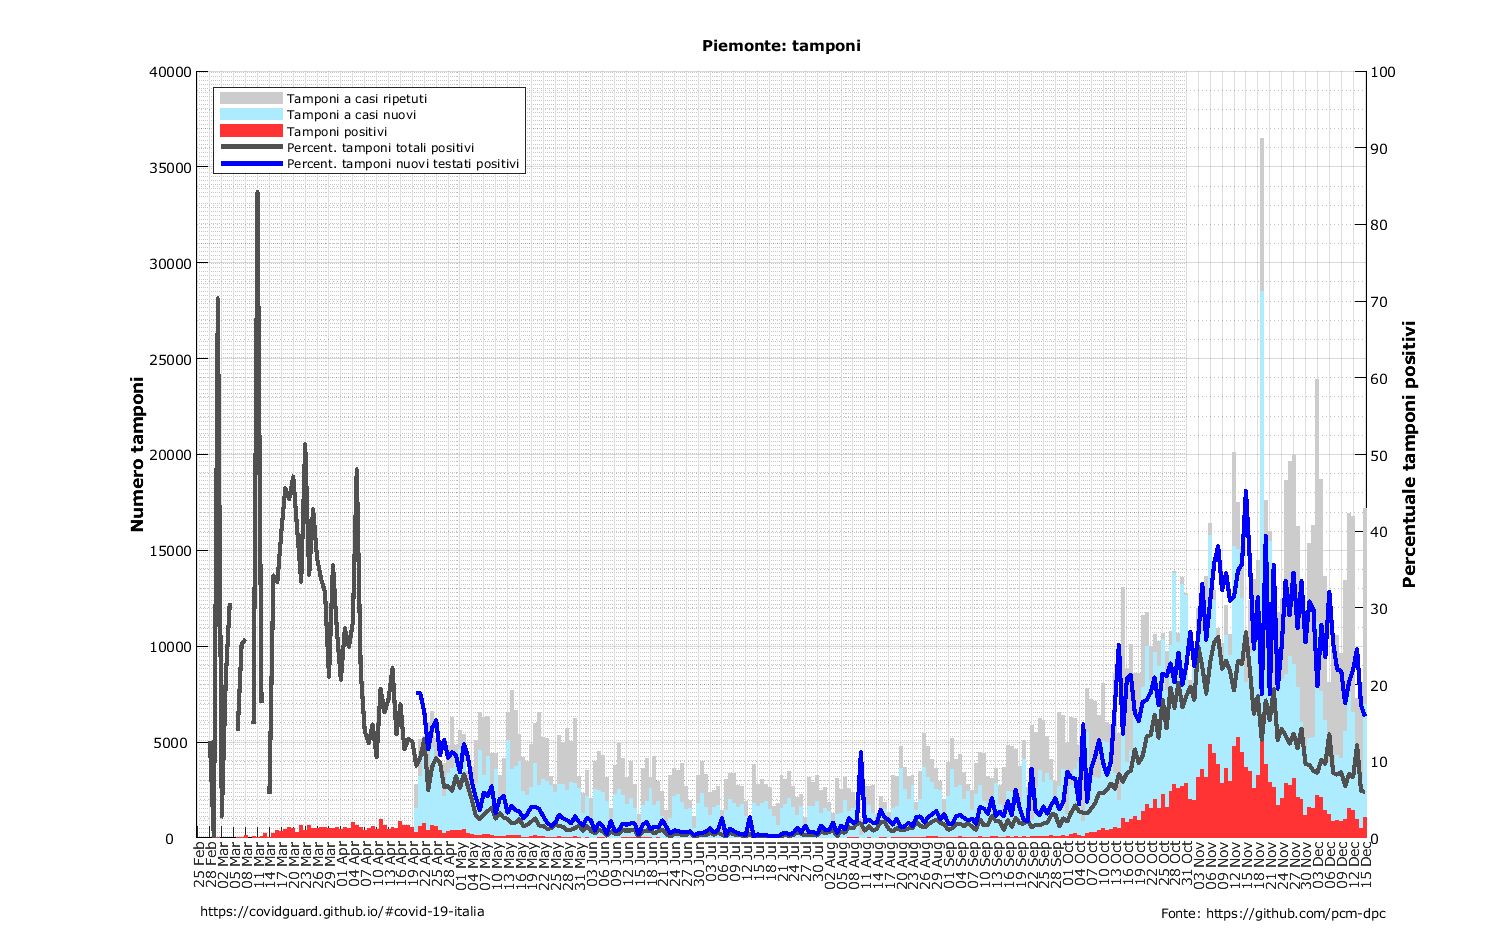 Piemonte: tamponi
Tamponi a casi ripetuti
Tamponi a casi nuovi
Tamponi positivi
Percent. tamponi totali positivi
Percent. tamponi nuovi testati positivi
Numero tamponi
40000
35000
30000
25000
20000
15000
10000
5000
0
100
90
80
70
60
50
40
30
20
10
0
Percentuale tamponi positivi
25 Feb
28 Feb
02 Mar
05 Mar
08 Mar
11 Mar
14 Mar
17 Mar
20 Mar
23 Mar
26 Mar
29 Mar
01 Apr
04 Apr
07 Apr
10 Apr
13 Apr
16 Apr
19 Apr
22 Apr
25 Apr
28 Apr
01 May
04 May
07 May
10 May
13 May
16 May
19 May
22 May
25 May
28 May
31 May
03 Jun
06 Jun
09 Jun
12 Jun
15 Jun
18 Jun
21 Jun
24 Jun
27 Jun
30 Jun
03 Jul
06 Jul
09 Jul
12 Jul
15 Jul
18 Jul
21 Jul
24 Jul
27 Jul
30 Jul
02 Aug
05 Aug
08 Aug
11 Aug
14 Aug
17 Aug
20 Aug
23 Aug
26 Aug
29 Aug
01 Sep
04 Sep
07 Sep
10 Sep
13 Sep
16 Sep
19 Sep
22 Sep
25 Sep
28 Sep
01 Oct
04 Oct
07 Oct
10 Oct
13 Oct
16 Oct
19 Oct
22 Oct
25 Oct
28 Oct
31 Oct
03 Nov
06 Nov
09 Nov
12 Nov
15 Nov
18 Nov
21 Nov
24 Nov
27 Nov
30 Nov
03 Dec
06 Dec
09 Dec
12 Dec
15 Dec
https://covidguard.github.io/#covid-19-italia
Fonte: https://github.com/pcm-dpc